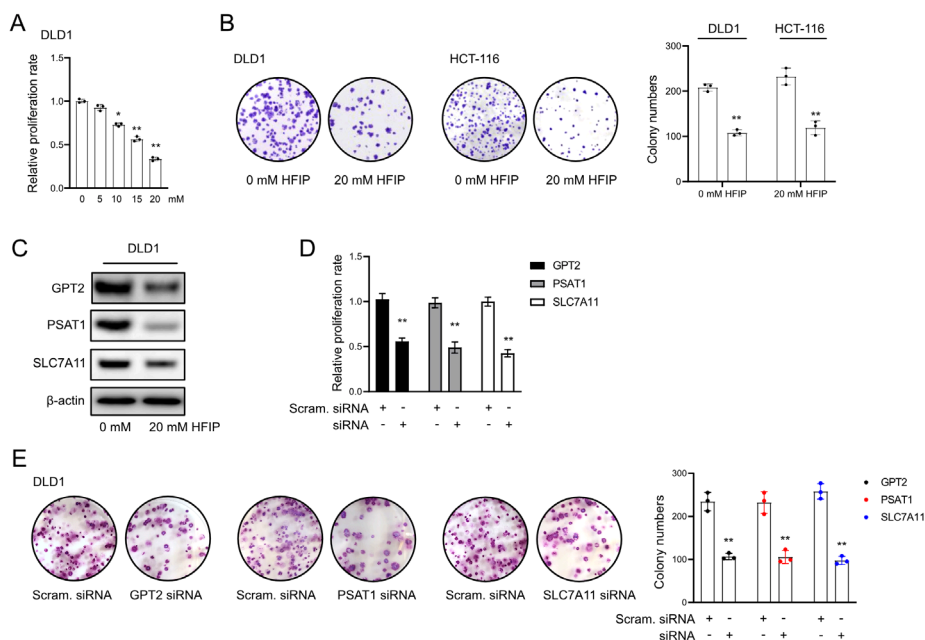 A
DLD1
Relative proliferation rate
1.5
1.0
0.5
0.0
*
**
**
0 5 10 15 20 mM
B
DLD1
HCT-116
0 mM HFIP 20 mM HFIP 0 mM HFIP 20 mM HFIP
DLD1 HCT-116
Colony numbers
300
200
100
0
** **
0 mM HFIP 20 mM HFIP
C
DLD1
GPT2
PSAT1
SLC7A11
β-actin
0 mM 20 mM HFIP
D
Relative proliferation rate
1.5
1.0
0.5
0.0
** ** **
GPT2
PSAT1
SLC7A11
Scram. siRNA + - + - + -
siRNA - + - + - +
E
DLD1
Scram. siRNA GPT2 siRNA Scram. siRNA PSAT1 siRNA Scram. siRNA SLC7A11 siRNA
Colony numbers
300
200
100
0
** ** **
GPT2
PSAT1
SLC7A11
Scram. siRNA + - + - + -
siRNA - + - + - +